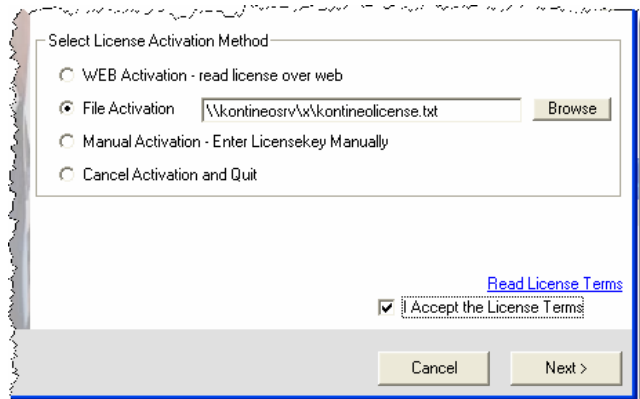 Select License Activation Method
WEB Activation - read license over web
File Activation \\kontineosrv\x\kontineolicense.txt Browse
Manual Activation - Enter Licensekey Manually
Cancel Activation and Quit
Read License Terms
I Accept the License Terms
Cancel Next >